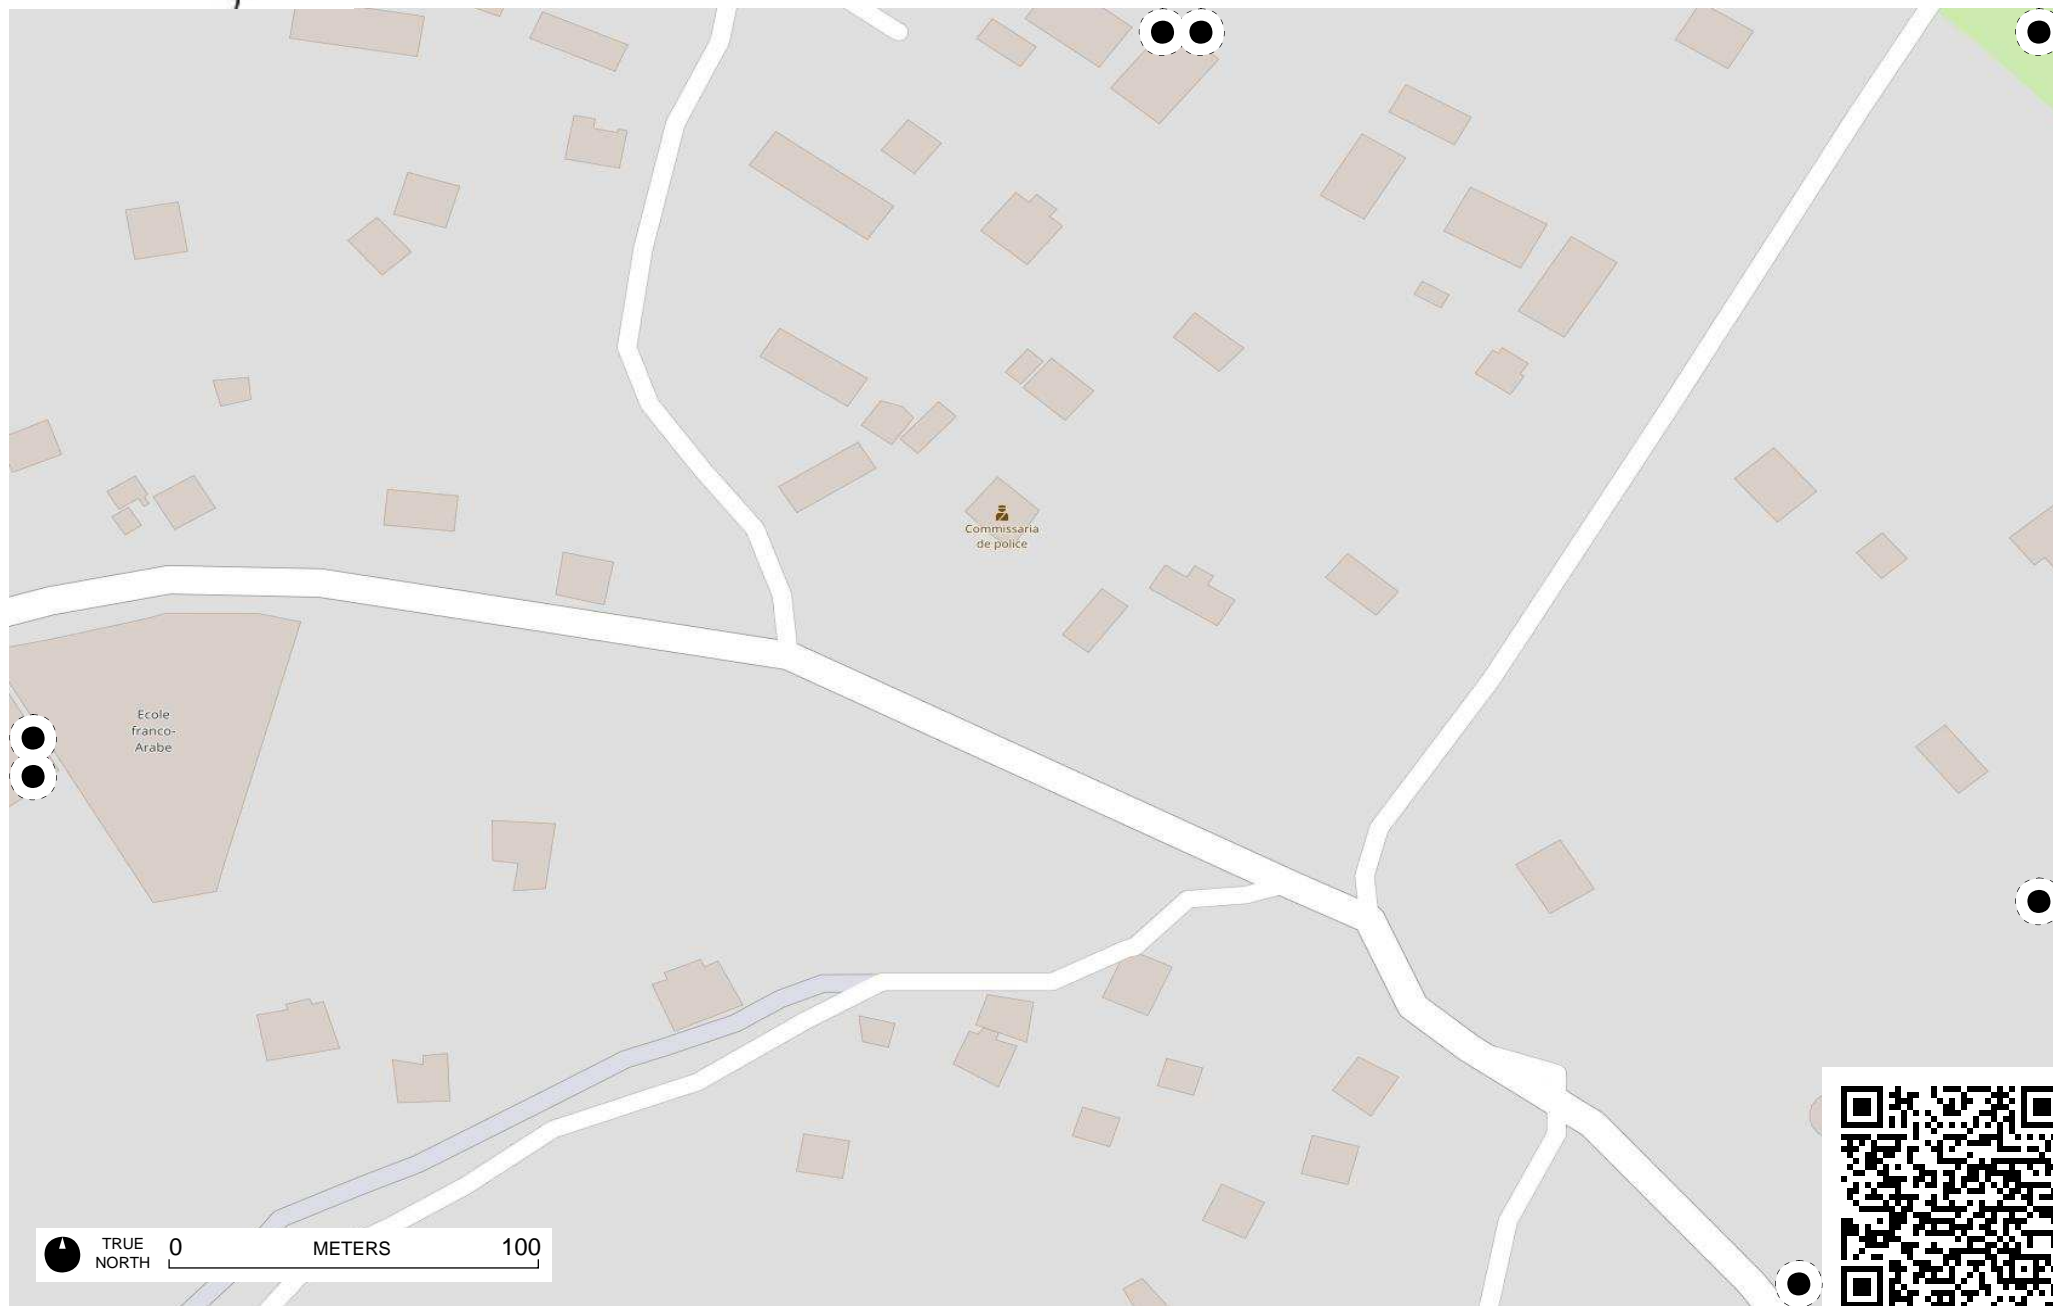 Commissaria
de police
Ecole
franco-
Arabe
TRUE
NORTH
0 METERS 100